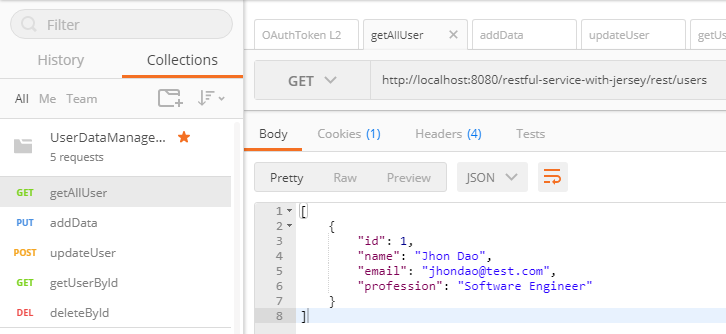 Filter
History Collections
All Me Team
UserDataManage...
5 requests
GET getAllUser
PUT addData
POST updateUser
GET getUserById
DEL deleteById
OAuthToken L2 getAllUser addData updateUser getUs
GET http://localhost:8080/restful-service-with-jersey/rest/users
Body Cookies (1) Headers (4) Tests
Pretty Raw Preview JSON
1 [
2 {
3 "id": 1,
4 "name": "Jhon Dao",
5 "email": "jhondao@test.com",
6 "profession": "Software Engineer"
7 }
8 ]